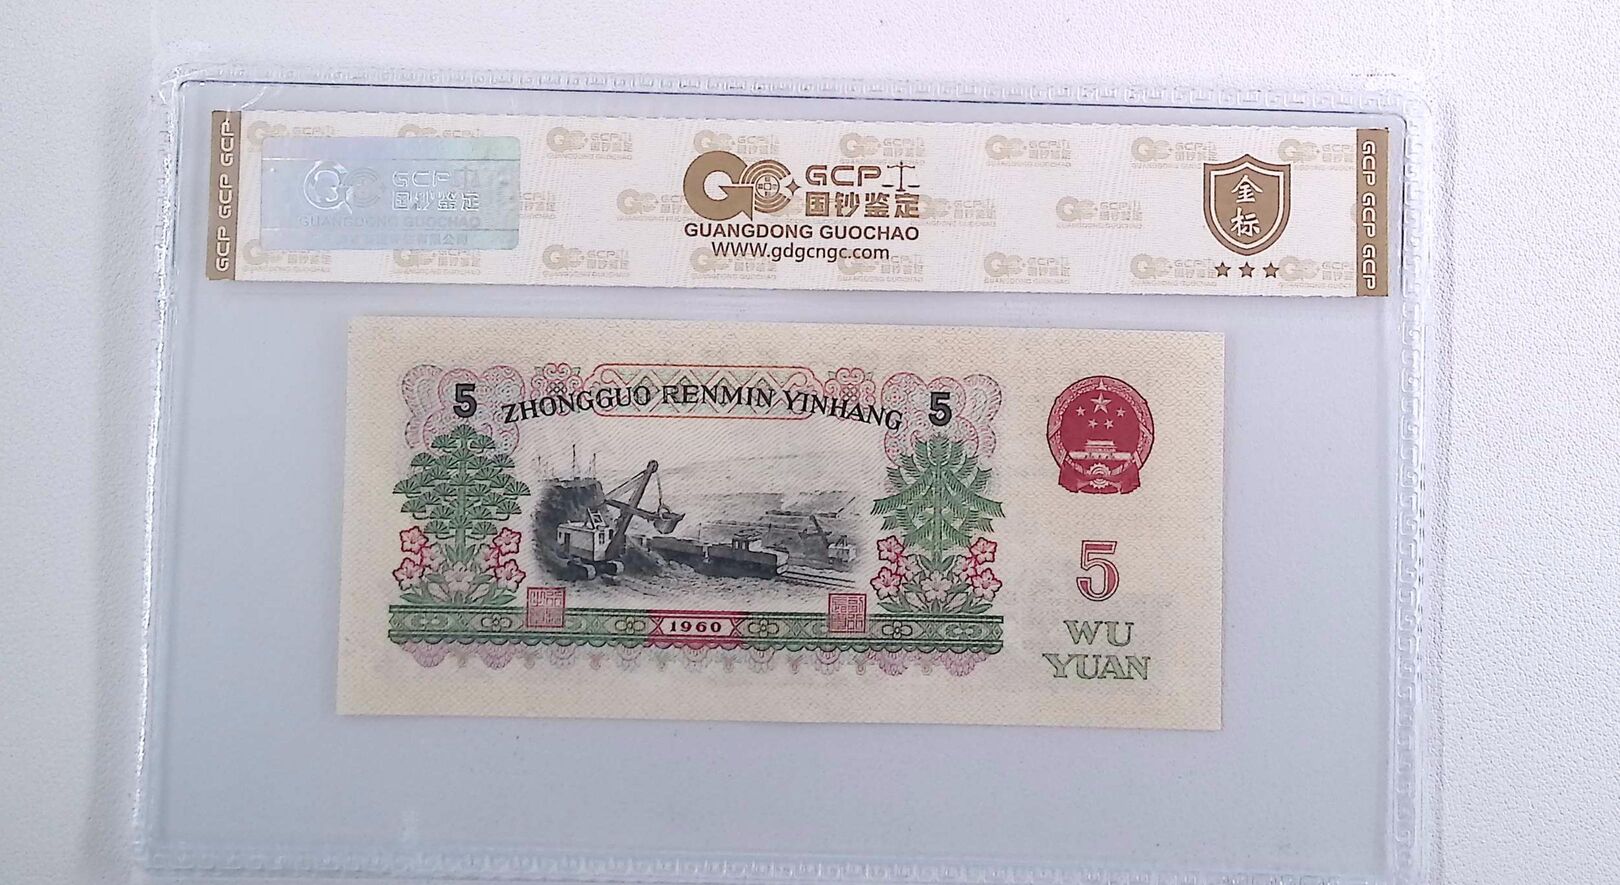 GCP GCP GCP
GCP
国钞鉴定
GUANGDONG GUOCHAO
GCP
国钞鉴定
GUANGDONG GUOCHAO
www.gdgcngc.com
金标
GCP GCP GCP
5
ZHONGGUO RENMIN YINHANG
5
1960
5
WU
YUAN